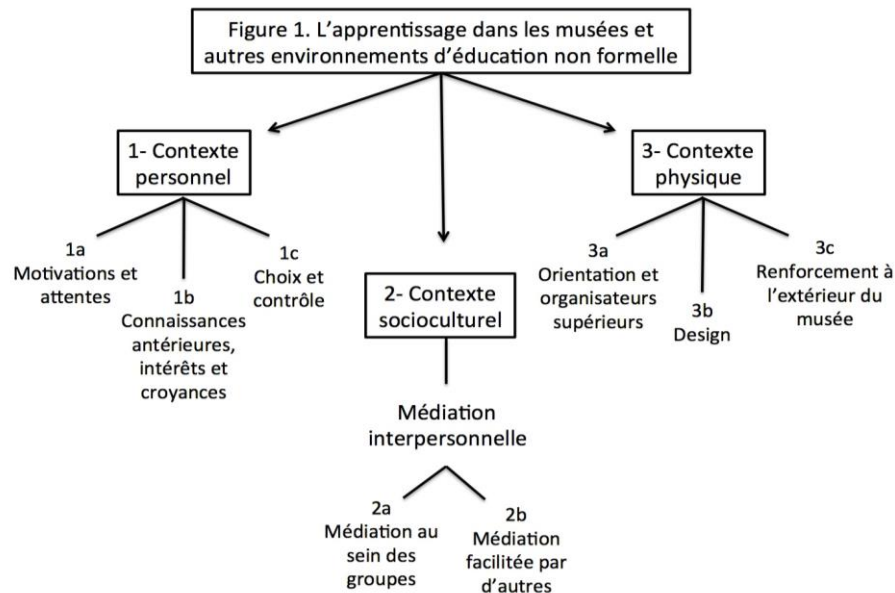 Figure 1. L’apprentissage dans les musées et
autres environnements d’éducation non formelle
1- Contexte
personnel
1a
Motivations et
attentes
1b
Connaissances
antérieures,
intérêts et
croyances
1c
Choix et
contrôle
2- Contexte
socioculturel
Médiation
interpersonnelle
2a
Médiation au
sein des
groupes
2b
Médiation
facilitée par
d’autres
3- Contexte
physique
3a
Orientation et
organisateurs
supérieurs
3b
Design
3c
Renforcement à
l’extérieur du
musée